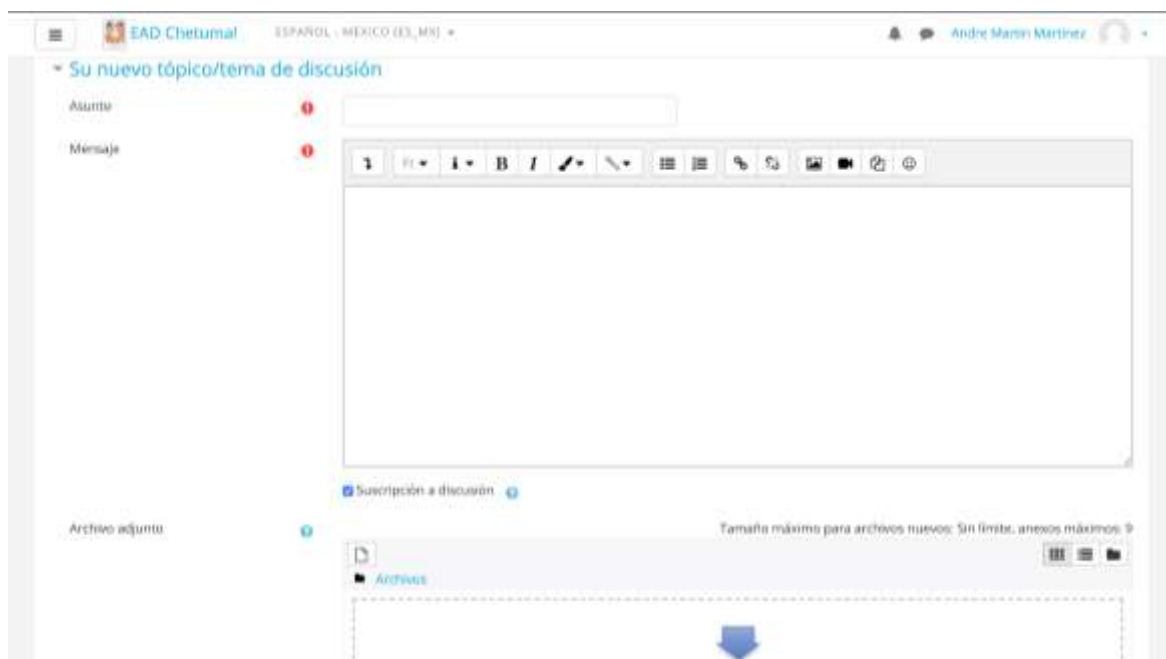 EAD Chetumal ESPAÑOL - MÉXICO (ES_MX)
Andre Martin Martinez
Su nuevo tópico/tema de discusión
Asunto
Mensaje
B I
Suscripción a discusión
Archivo adjunto
Tamaño máximo para archivos nuevos: Sin límite, anexos máximos: 9
Archivos